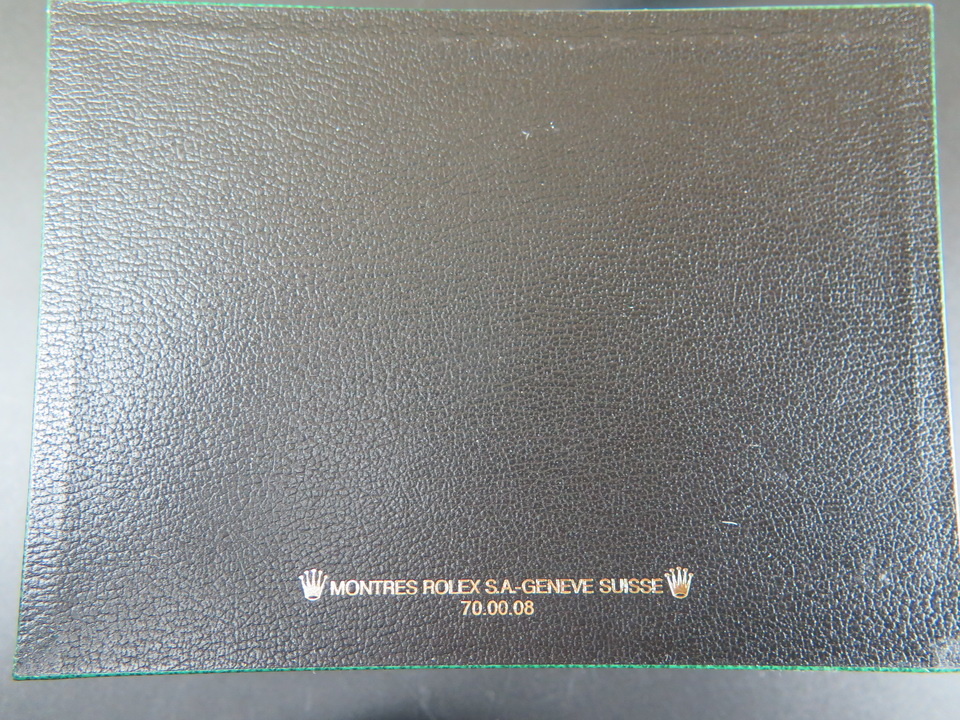 MONTRES ROLEX S.A-GENEVE SUISSE
70.00.08